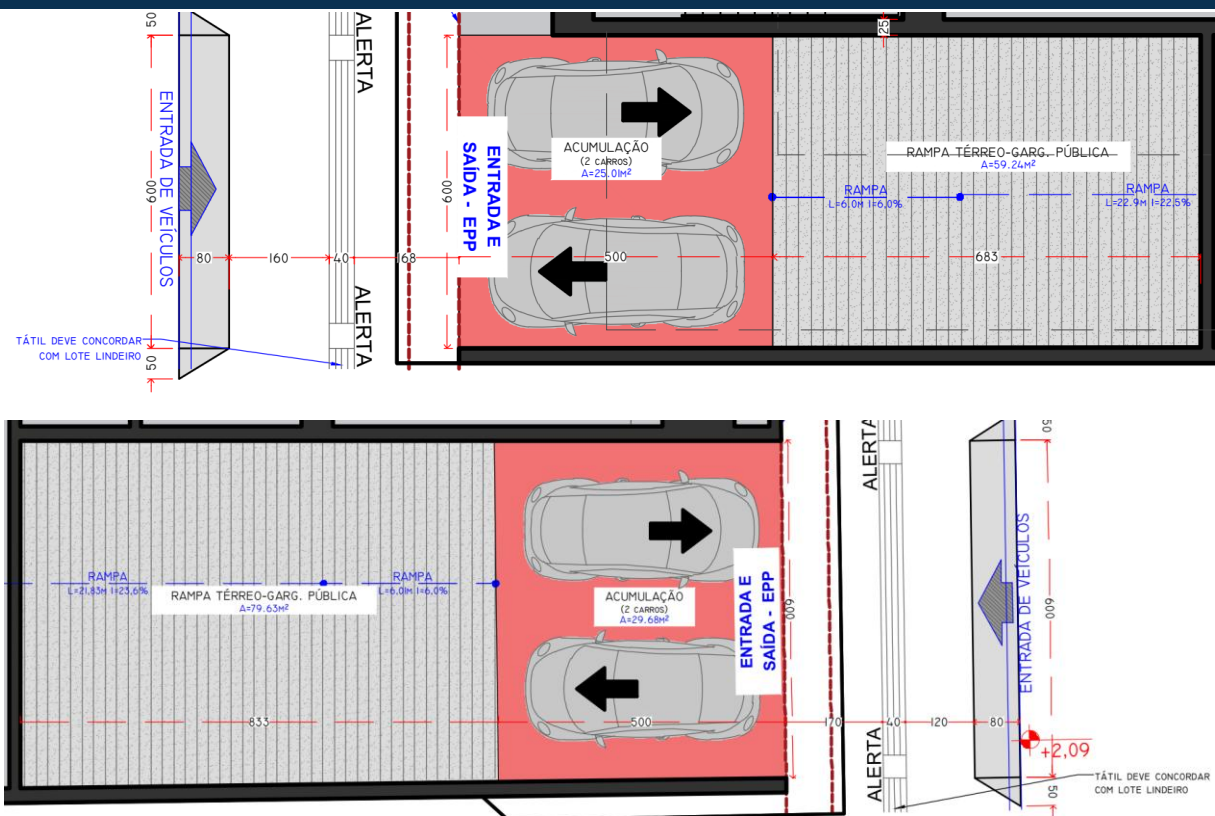 50
ENTRADA DE VEÍCULOS
600
50
80
160
40
168
ALERTA
ALERTA
TÁTIL DEVE CONCORDAR
COM LOTE LINDEIRO
600
ENTRADA E
SAÍDA - EPP
ACUMULAÇÃO
(2 CARROS)
A=25.01M²
500
25
RAMPA TÉRREO-GARG. PÚBLICA
A=59.24M²
RAMPA
L=6.0M I=6,0%
RAMPA
L=22.9M I=22.5%
683
RAMPA
L=21,83M I=23,6%
RAMPA TÉRREO-GARG. PÚBLICA
A=79.63M²
RAMPA
L=6,01M I=6,0%
833
ACUMULAÇÃO
(2 CARROS)
A=29.68M²
500
ENTRADA E
SAÍDA - EPP
600
170
40
120
80
ALERTA
ALERTA
50
ENTRADA DE VEÍCULOS
600
+2,09
50
TÁTIL DEVE CONCORDAR
COM LOTE LINDEIRO